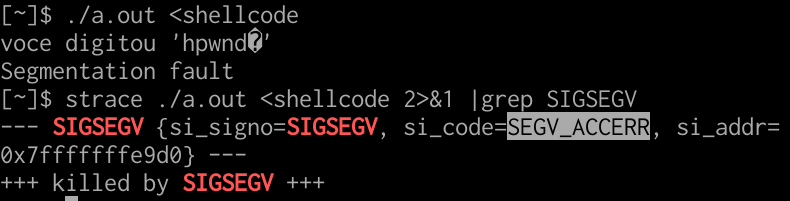 [~]$ ./a.out <shellcode
voce digitou 'hpwnd�'
Segmentation fault
[~]$ strace ./a.out <shellcode 2>&1 |grep SIGSEGV
--- SIGSEGV {si_signo=SIGSEGV, si_code=SEGV_ACCERR, si_addr=
0x7fffffffe9d0} ---
+++ killed by SIGSEGV +++